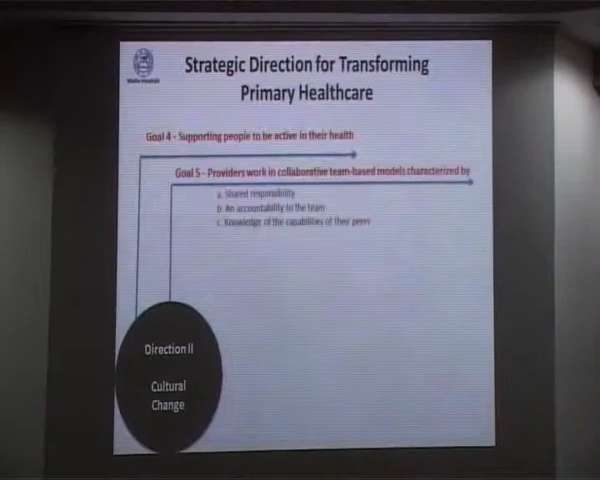 Strategic Direction for Transforming
Primary Healthcare
Goal 4 - Supporting people to be active in their health
Goal 5 - Providers work in collaborative team-based models characterized by
a. Shared responsibility
b. An accountability to the team
c. Knowledge of the capabilities of their peers
Direction II
Cultural
Change